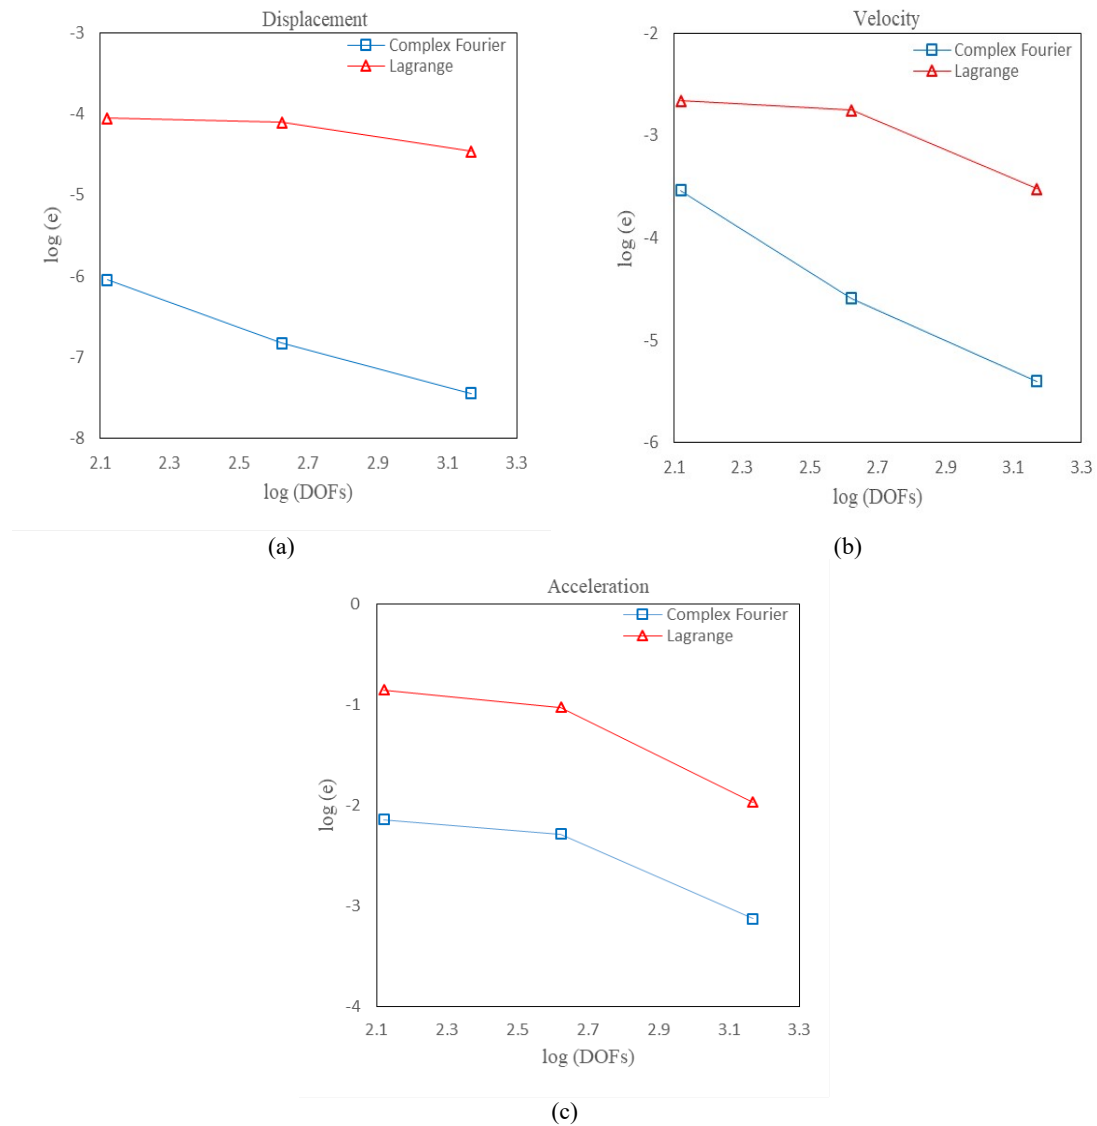 Displacement
Complex Fourier
Lagrange
-3
-4
-5
-6
-7
-8
log (e)
2.1 2.3 2.5 2.7 2.9 3.1 3.3
log (DOFs)
(a)
Velocity
Complex Fourier
Lagrange
-2
-3
-4
-5
-6
log (e)
2.1 2.3 2.5 2.7 2.9 3.1 3.3
log (DOFs)
(b)
Acceleration
Complex Fourier
Lagrange
0
-1
-2
-3
-4
log (e)
2.1 2.3 2.5 2.7 2.9 3.1 3.3
log (DOFs)
(c)